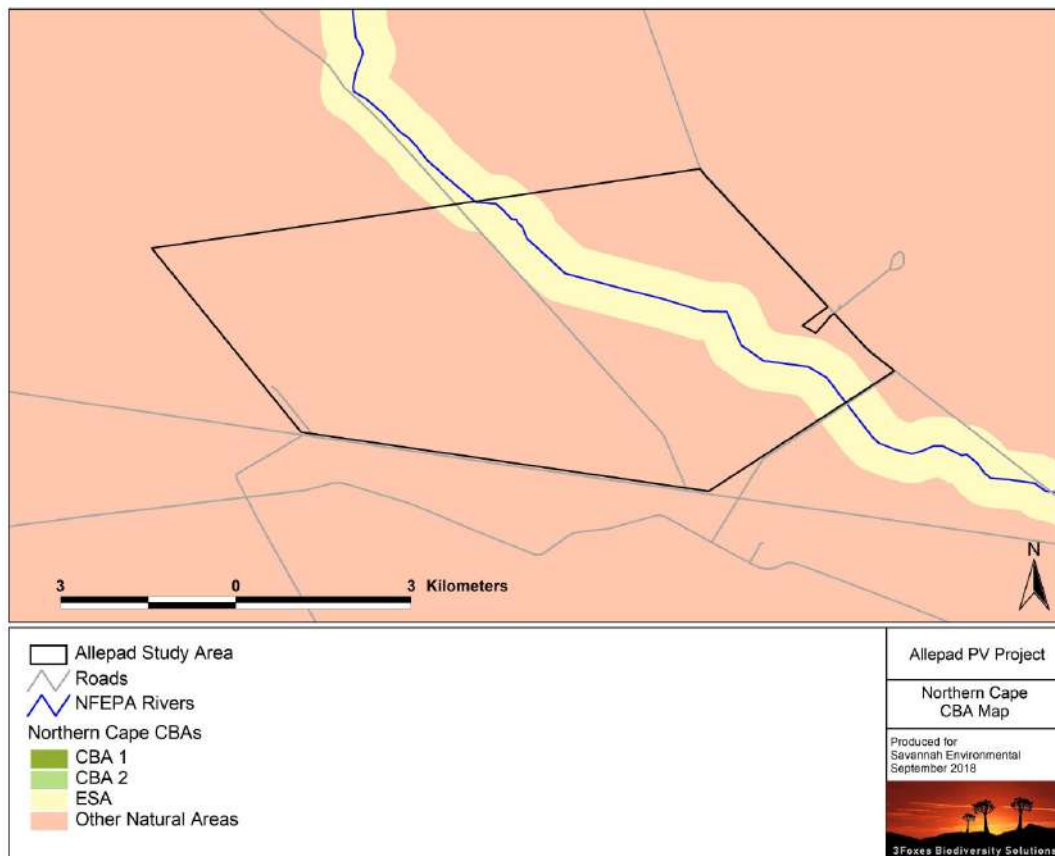 N
3 0 3 Kilometers
Allepad Study Area
Roads
NFEPA Rivers
Northern Cape CBAs
CBA 1
CBA 2
ESA
Other Natural Areas
Allepad PV Project
Northern Cape
CBA Map
Produced for
Savannah Environmental
September 2018
3Foxes Biodiversity Solutions